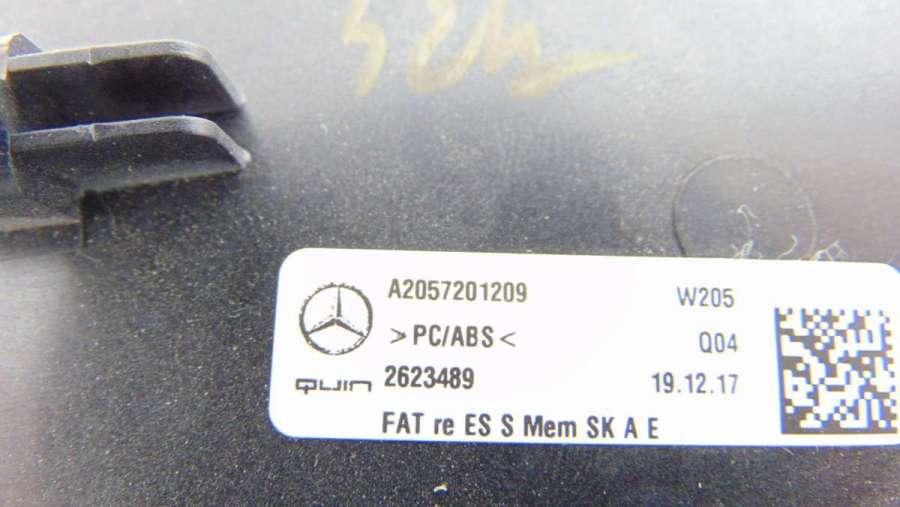 A2057201209 W205
>PC/ABS< Q04
QUIN 2623489 19.12.17
FAT re ES S Mem SK A E